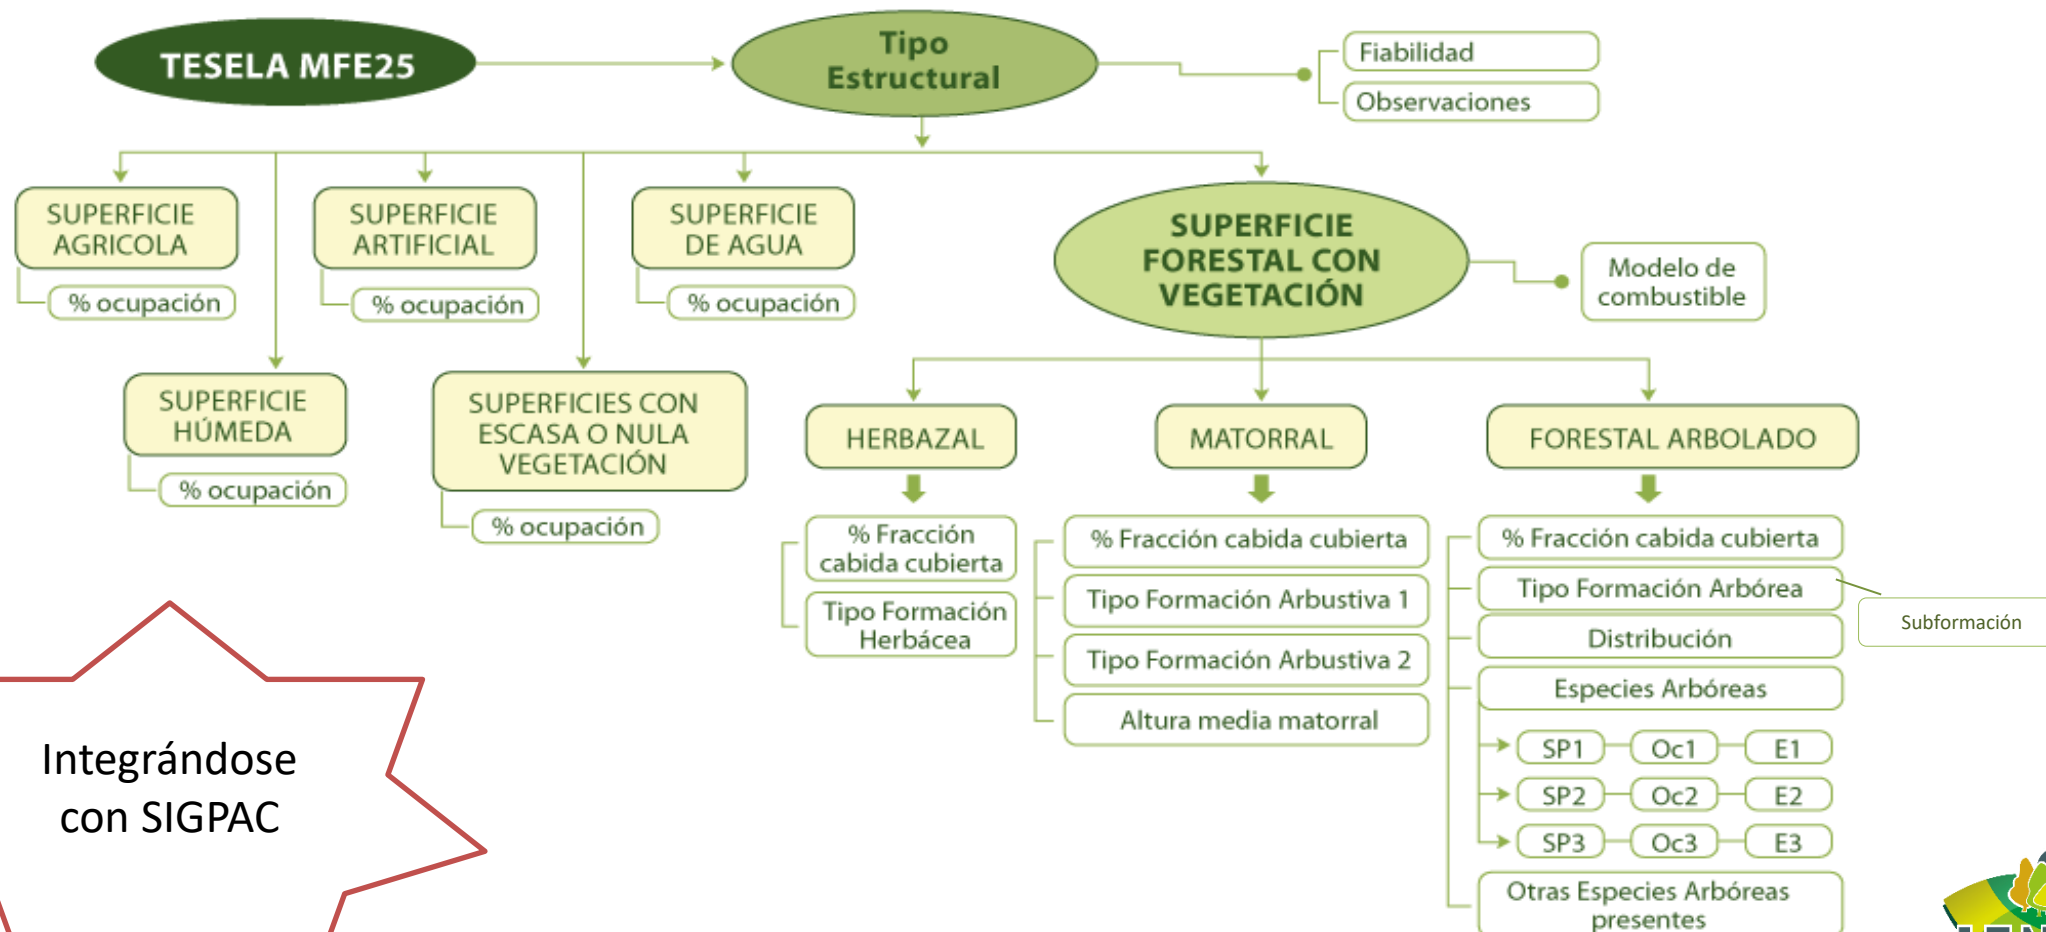 TESELA MFE25
Tipo
Estructural
Fiabilidad
Observaciones
SUPERFICIE
AGRICOLA
% ocupación
SUPERFICIE
ARTIFICIAL
% ocupación
SUPERFICIE
DE AGUA
% ocupación
SUPERFICIE
FORESTAL CON
VEGETACIÓN
Modelo de
combustible
SUPERFICIE
HÚMEDA
% ocupación
SUPERFICIES CON
ESCASA O NULA
VEGETACIÓN
% ocupación
HERBAZAL
% Fracción
cabida cubierta
Tipo Formación
Herbácea
MATORRAL
% Fracción cabida cubierta
Tipo Formación Arbustiva 1
Tipo Formación Arbustiva 2
Altura media matorral
FORESTAL ARBOLADO
% Fracción cabida cubierta
Tipo Formación Arbórea
Subformación
Distribución
Especies Arbóreas
SP1 Oc1 E1
SP2 Oc2 E2
SP3 Oc3 E3
Otras Especies Arbóreas
presentes
Integrándose
con SIGPAC